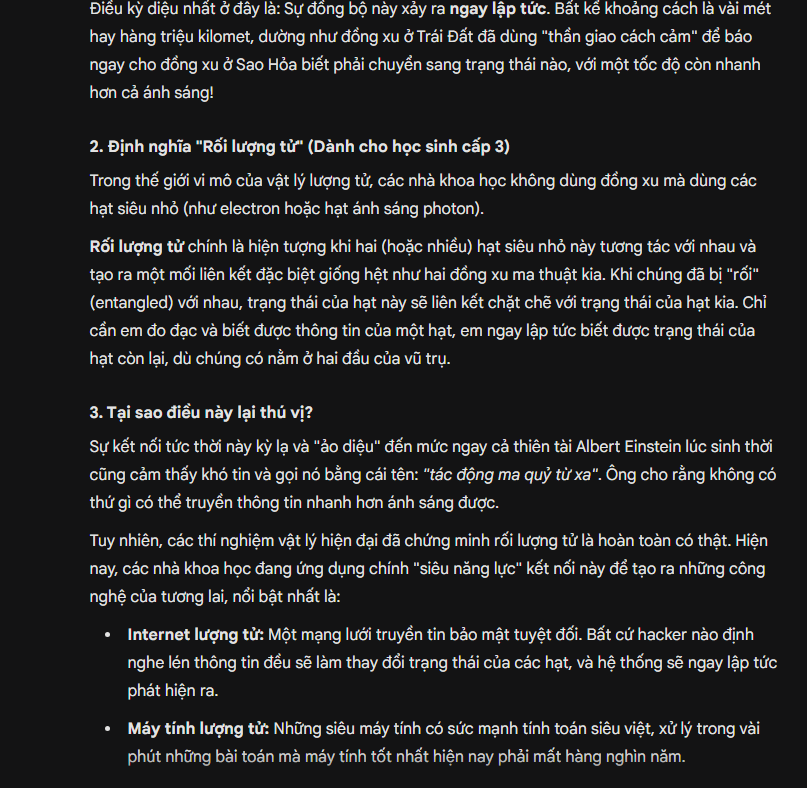 Điều kỳ diệu nhất ở đây là: Sự đồng bộ này xảy ra ngay lập tức. Bất kể khoảng cách là vài mét
hay hàng triệu kilomet, dường như đồng xu ở Trái Đất đã dùng "thần giao cách cảm" để báo
ngay cho đồng xu ở Sao Hỏa biết phải chuyển sang trạng thái nào, với một tốc độ còn nhanh
hơn cả ánh sáng!
2. Định nghĩa "Rối lượng tử" (Dành cho học sinh cấp 3)
Trong thế giới vi mô của vật lý lượng tử, các nhà khoa học không dùng đồng xu mà dùng các
hạt siêu nhỏ (như electron hoặc hạt ánh sáng photon).
Rối lượng tử chính là hiện tượng khi hai (hoặc nhiều) hạt siêu nhỏ này tương tác với nhau và
tạo ra một mối liên kết đặc biệt giống hệt như hai đồng xu ma thuật kia. Khi chúng đã bị "rối"
(entangled) với nhau, trạng thái của hạt này sẽ liên kết chặt chẽ với trạng thái của hạt kia. Chỉ
cần em đo đạc và biết được thông tin của một hạt, em ngay lập tức biết được trạng thái của
hạt còn lại, dù chúng có nằm ở hai đầu của vũ trụ.
3. Tại sao điều này lại thú vị?
Sự kết nối tức thời này kỳ lạ và "ảo diệu" đến mức ngay cả thiên tài Albert Einstein lúc sinh thời
cũng cảm thấy khó tin và gọi nó bằng cái tên: "tác động ma quỷ từ xa". Ông cho rằng không có
thứ gì có thể truyền thông tin nhanh hơn ánh sáng được.
Tuy nhiên, các thí nghiệm vật lý hiện đại đã chứng minh rối lượng tử là hoàn toàn có thật. Hiện
nay, các nhà khoa học đang ứng dụng chính "siêu năng lực" kết nối này để tạo ra những công
nghệ của tương lai, nổi bật nhất là:
• Internet lượng tử: Một mạng lưới truyền tin bảo mật tuyệt đối. Bất cứ hacker nào định
nghe lén thông tin đều sẽ làm thay đổi trạng thái của các hạt, và hệ thống sẽ ngay lập tức
phát hiện ra.
• Máy tính lượng tử: Những siêu máy tính có sức mạnh tính toán siêu việt, xử lý trong vài
phút những bài toán mà máy tính tốt nhất hiện nay phải mất hàng nghìn năm.